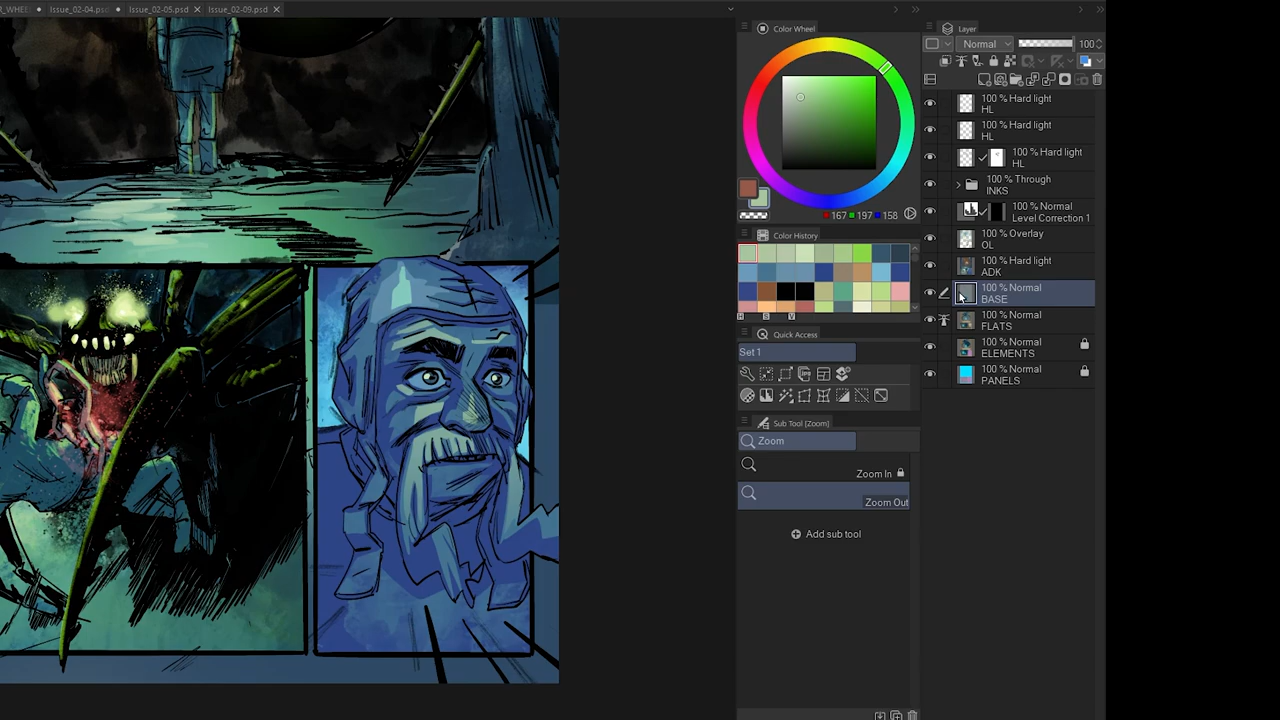 Issue_02-04.psd
Issue_02-05.psd
Issue_02-09.psd
Color Wheel
167 197 158
Color History
H S V
Quick Access
Set 1
Sub Tool [Zoom]
Zoom
Zoom In
Zoom Out
Add sub tool
Layer
Normal 100
100 % Hard light
HL
100 % Hard light
HL
100 % Hard light
HL
100 % Through
INKS
100 % Normal
Level Correction 1
100 % Overlay
OL
100 % Hard light
ADK
100 % Normal
BASE
100 % Normal
FLATS
100 % Normal
ELEMENTS
100 % Normal
PANELS